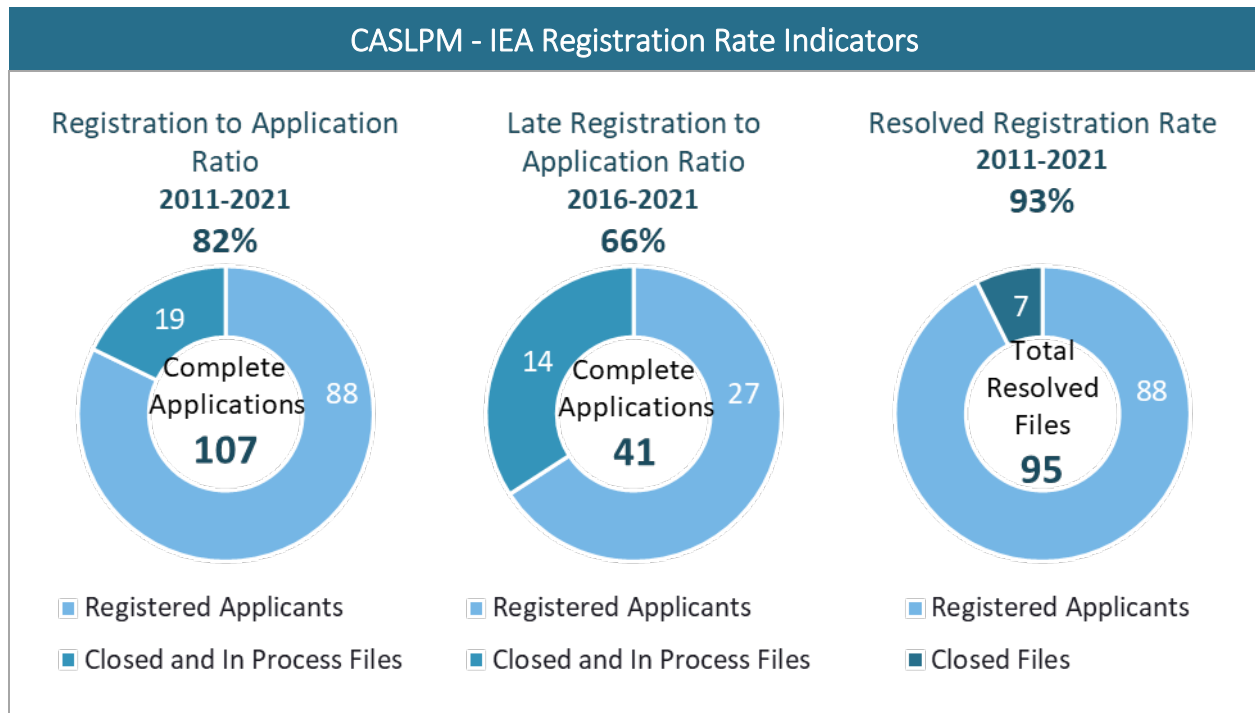 CASLPM - IEA Registration Rate Indicators
Registration to Application
Ratio
2011-2021
82%
19
88
Complete
Applications
107
Registered Applicants
Closed and In Process Files
Late Registration to
Application Ratio
2016-2021
66%
14
27
Complete
Applications
41
Registered Applicants
Closed and In Process Files
Resolved Registration Rate
2011-2021
93%
7
88
Total
Resolved
Files
95
Registered Applicants
Closed Files